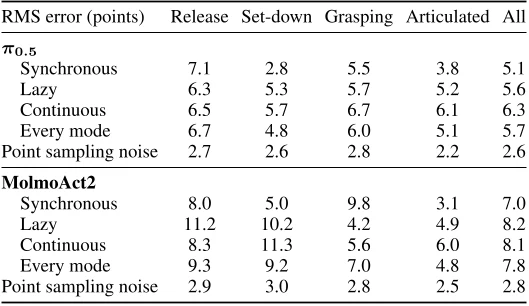 RMS error (points) Release Set-down Grasping Articulated All
π0.5
Synchronous 7.1 2.8 5.5 3.8 5.1
Lazy 6.3 5.3 5.7 5.2 5.6
Continuous 6.5 5.7 6.7 6.1 6.3
Every mode 6.7 4.8 6.0 5.1 5.7
Point sampling noise 2.7 2.6 2.8 2.2 2.6
MolmoAct2
Synchronous 8.0 5.0 9.8 3.1 7.0
Lazy 11.2 10.2 4.2 4.9 8.2
Continuous 8.3 11.3 5.6 6.0 8.1
Every mode 9.3 9.2 7.0 4.8 7.8
Point sampling noise 2.9 3.0 2.8 2.5 2.8